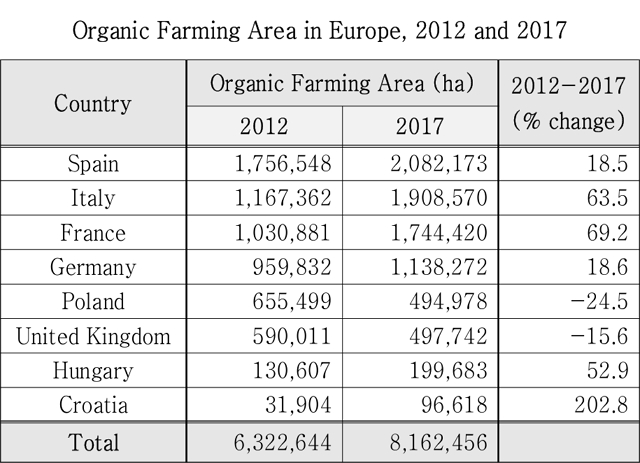 Organic Farming Area in Europe, 2012 and 2017
Country Organic Farming Area (ha) 2012−2017 (% change)
2012 2017
Spain 1,756,548 2,082,173 18.5
Italy 1,167,362 1,908,570 63.5
France 1,030,881 1,744,420 69.2
Germany 959,832 1,138,272 18.6
Poland 655,499 494,978 −24.5
United Kingdom 590,011 497,742 −15.6
Hungary 130,607 199,683 52.9
Croatia 31,904 96,618 202.8
Total 6,322,644 8,162,456